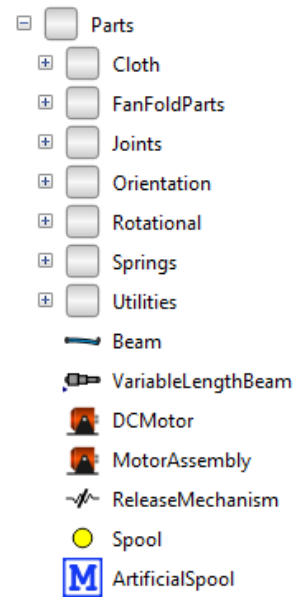 Parts
Cloth
FanFoldParts
Joints
Orientation
Rotational
Springs
Utilities
Beam
VariableLengthBeam
DCMotor
MotorAssembly
ReleaseMechanism
Spool
M ArtificialSpool